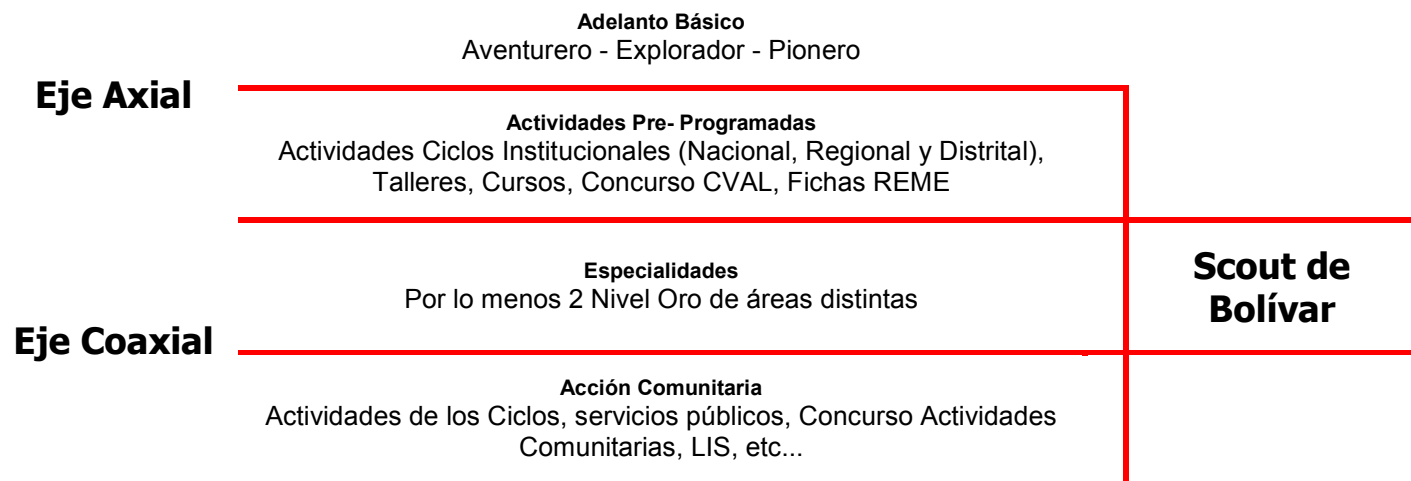 Adelanto Básico
Aventurero - Explorador - Pionero
Eje Axial
Actividades Pre- Programadas
Actividades Ciclos Institucionales (Nacional, Regional y Distrital),
Talleres, Cursos, Concurso CVAL, Fichas REME
Especialidades
Por lo menos 2 Nivel Oro de áreas distintas
Eje Coaxial
Acción Comunitaria
Actividades de los Ciclos, servicios públicos, Concurso Actividades
Comunitarias, LIS, etc...
Scout de
Bolívar